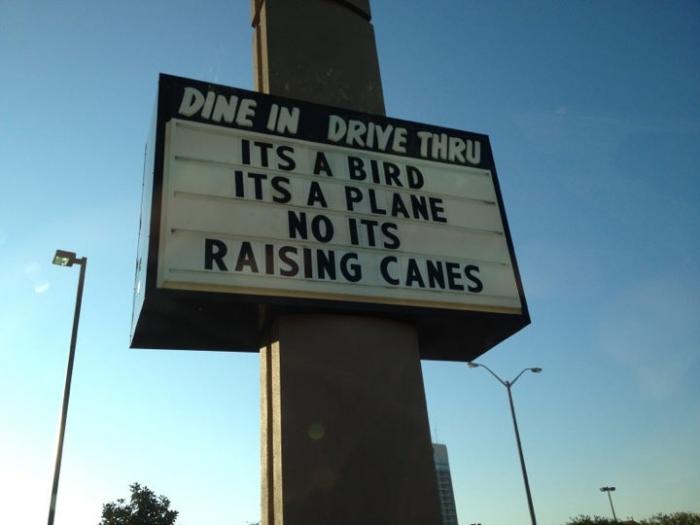 DINE IN DRIVE THRU
ITS A BIRD
ITS A PLANE
NO ITS
RAISING CANES